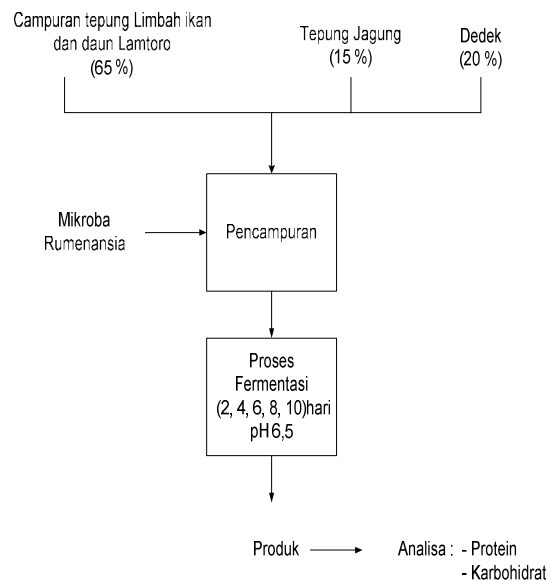 Campuran tepung Limbah ikan
dan daun Lamtoro
(65 %)
Tepung Jagung
(15 %)
Dedek
(20 %)
Mikroba
Rumenansia
Pencampuran
Proses
Fermentasi
(2, 4, 6, 8, 10)hari
pH 6,5
Produk
Analisa : - Protein
- Karbohidrat